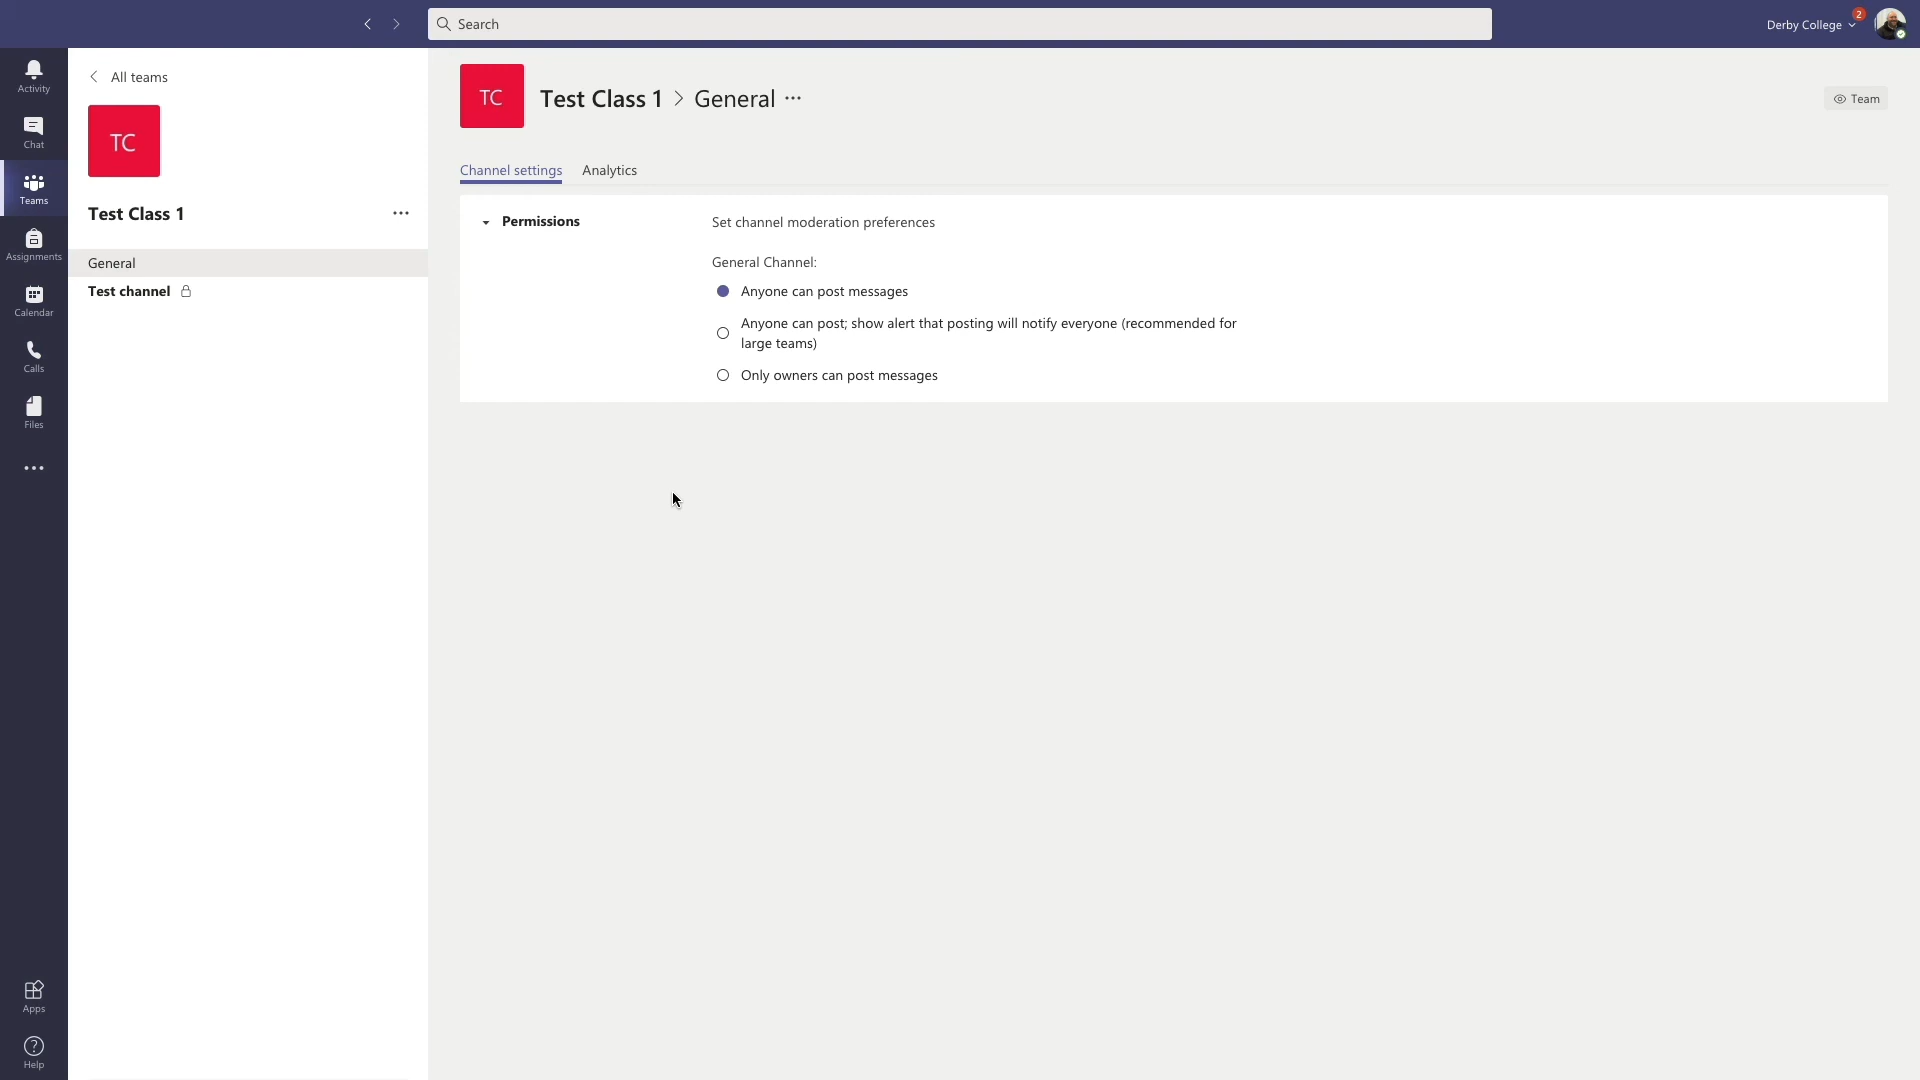 Search
Derby College
2
Activity
Chat
Teams
Assignments
Calendar
Calls
Files
Apps
Help
All teams
TC
Test Class 1
General
Test channel
TC
Test Class 1 > General
Team
Channel settings
Analytics
Permissions
Set channel moderation preferences
General Channel:
Anyone can post messages
Anyone can post; show alert that posting will notify everyone (recommended for
large teams)
Only owners can post messages